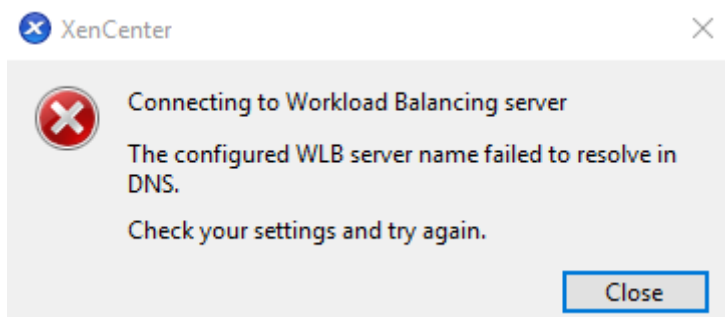 XenCenter
Connecting to Workload Balancing server
The configured WLB server name failed to resolve in
DNS.
Check your settings and try again.
Close